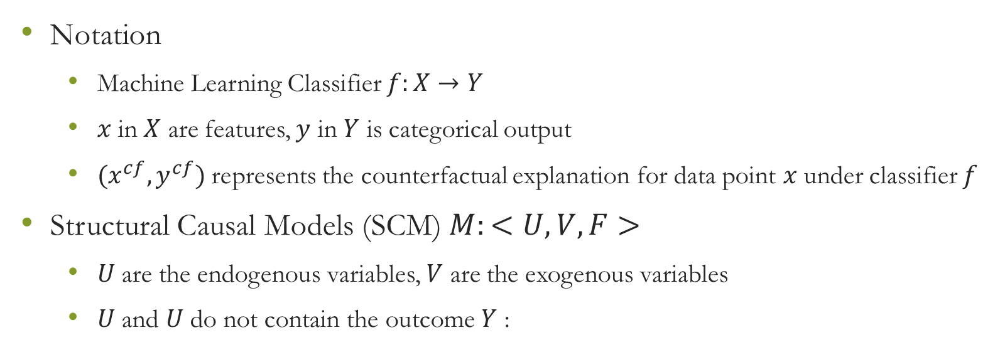 • Notation
• Machine Learning Classifier f: X → Y
• x in X are features, y in Y is categorical output
• (x^{cf}, y^{cf}) represents the counterfactual explanation for data point x under classifier f
• Structural Causal Models (SCM) M: < U, V, F >
• U are the endogenous variables, V are the exogenous variables
• U and U do not contain the outcome Y :